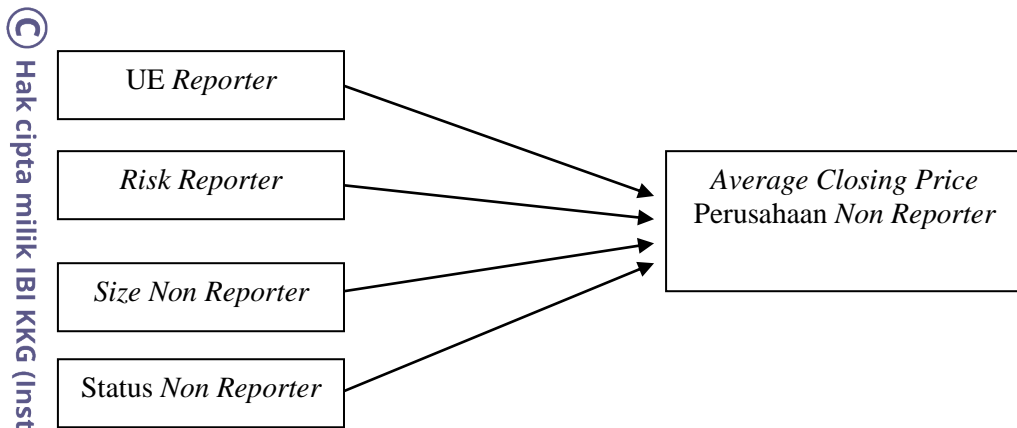 © Hak cipta milik IBI KKG (Inst
UE Reporter
Risk Reporter
Size Non Reporter
Status Non Reporter
Average Closing Price
Perusahaan Non Reporter